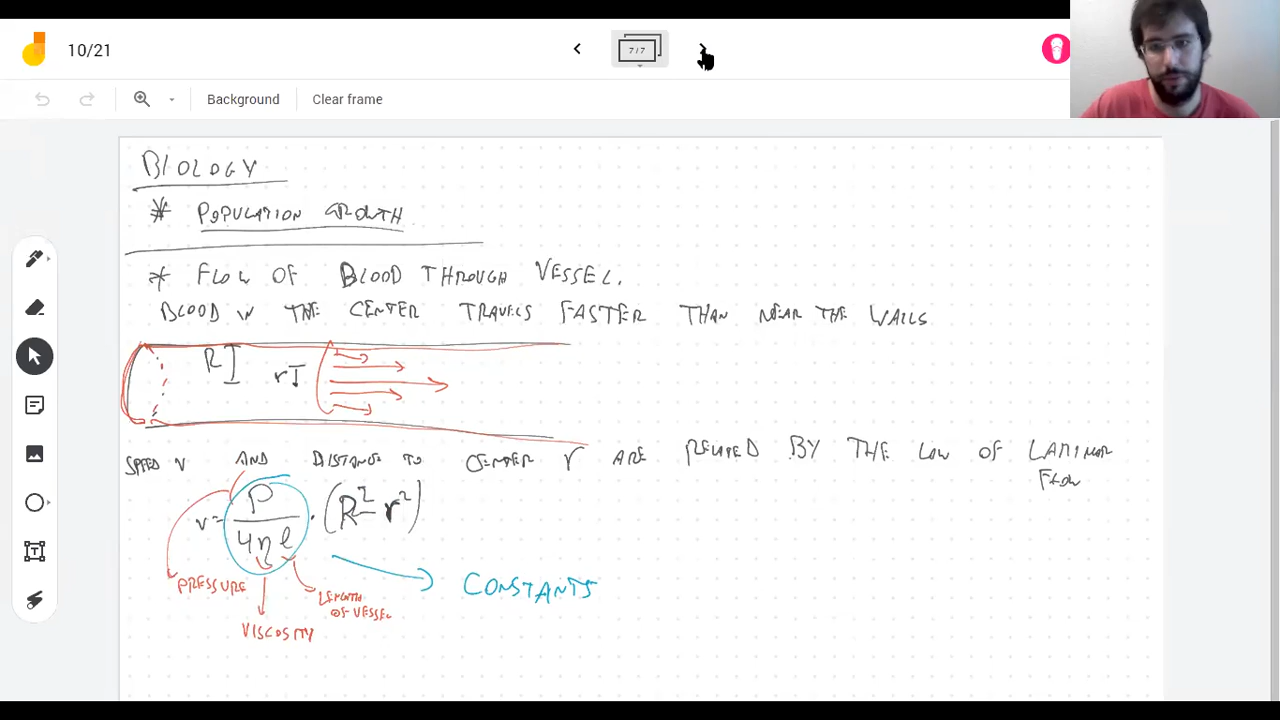 10/21
7 / 7
Background
Clear frame
BIOLOGY
* POPULATION GROWTH
* FLOW OF BLOOD THROUGH VESSEL.
BLOOD IN THE CENTER TRAVELS FASTER THAN NEAR THE WALLS
R
r
SPEED V AND DISTANCE TO CENTER r ARE RELATED BY THE LAW OF LAMINAR
FLOW
v = P / 4ηl · (R² - r²)
PRESSURE
LENGTH
OF VESSEL
VISCOSITY
CONSTANTS